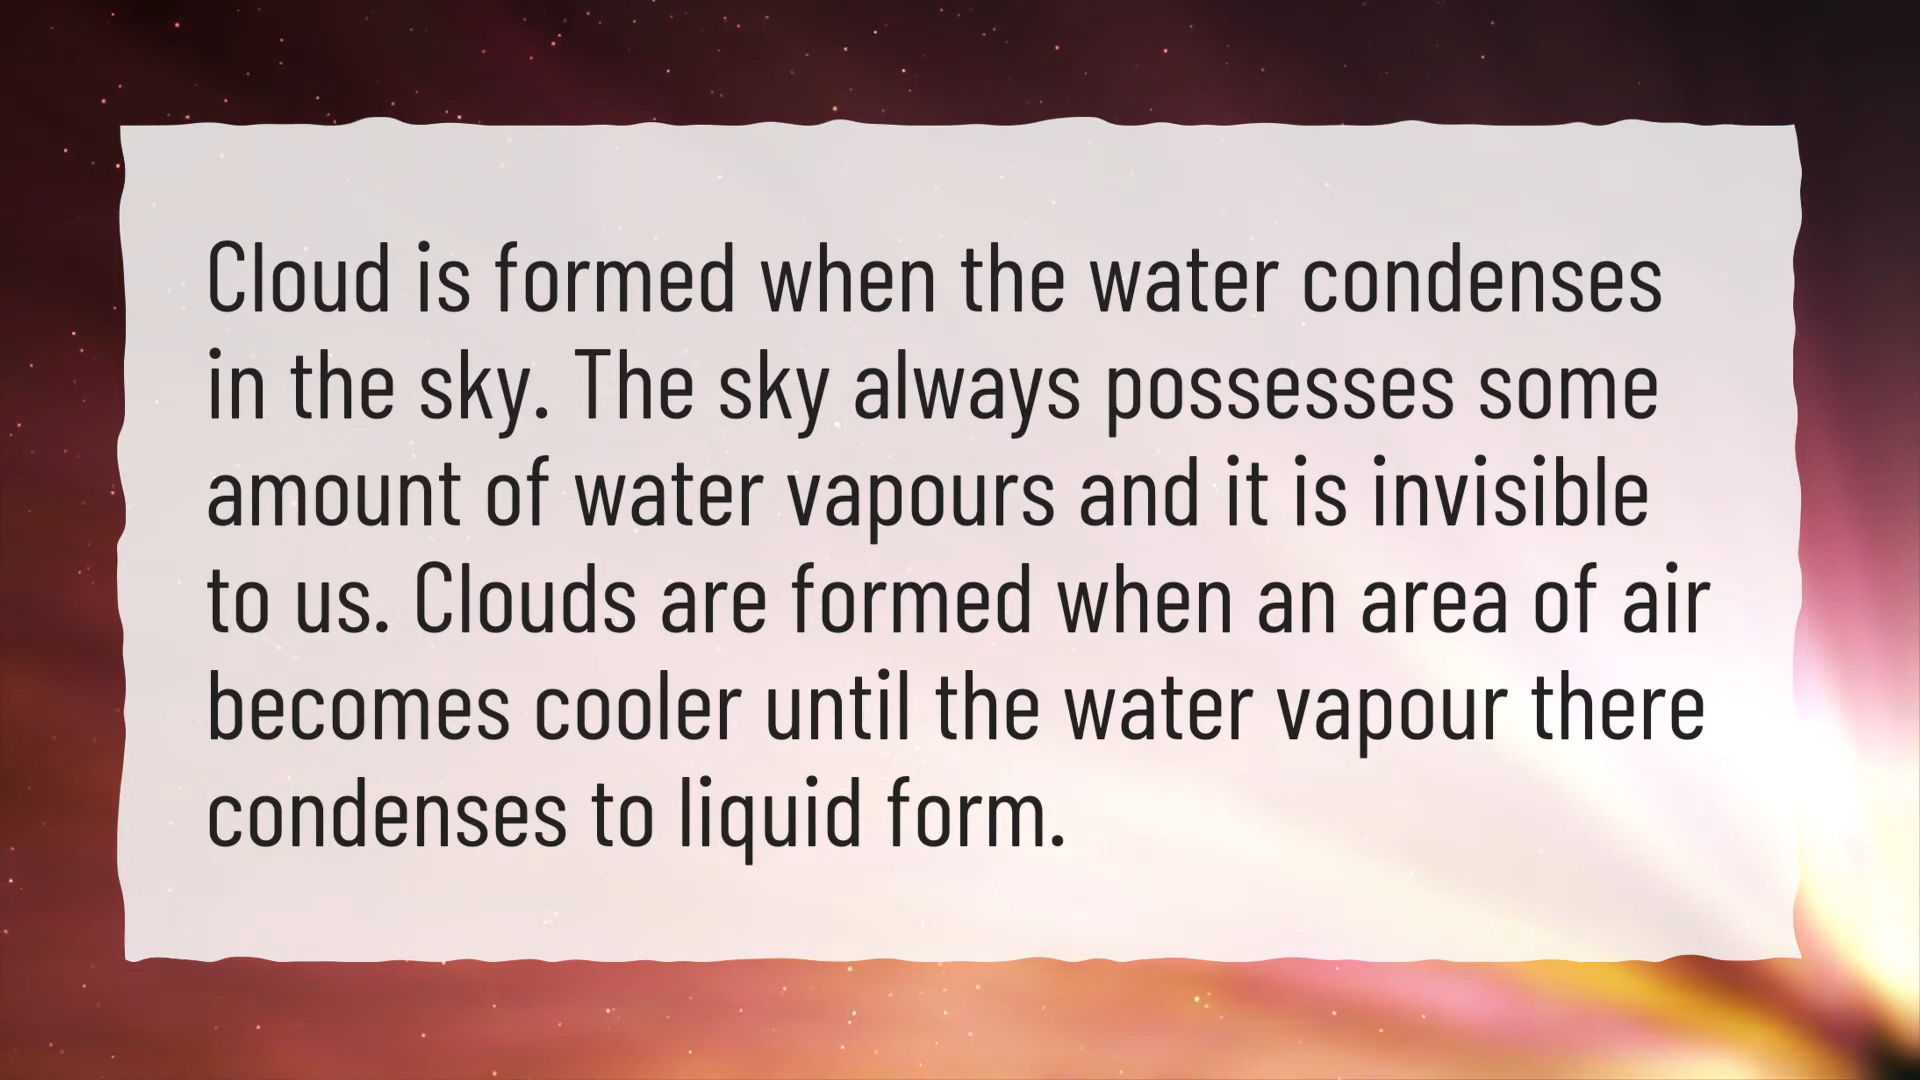 Cloud is formed when the water condenses
in the sky. The sky always possesses some
amount of water vapours and it is invisible
to us. Clouds are formed when an area of air
becomes cooler until the water vapour there
condenses to liquid form.